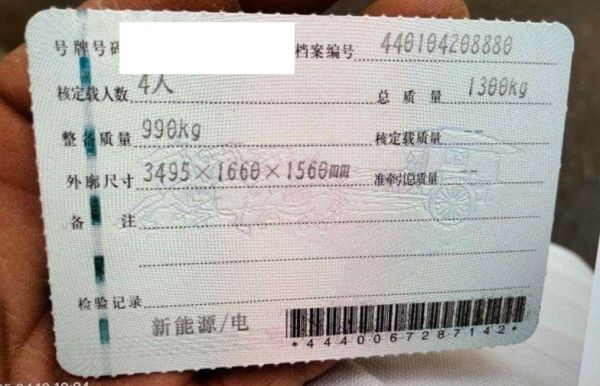 号牌号码 档案编号 440104208880
核定载人数 4人 总质量 1300kg
整备质量 990kg 核定载质量 --
外廓尺寸 3495×1660×1560mm 准牵引总质量 --
备注
检验记录
新能源/电
*4440067287142*